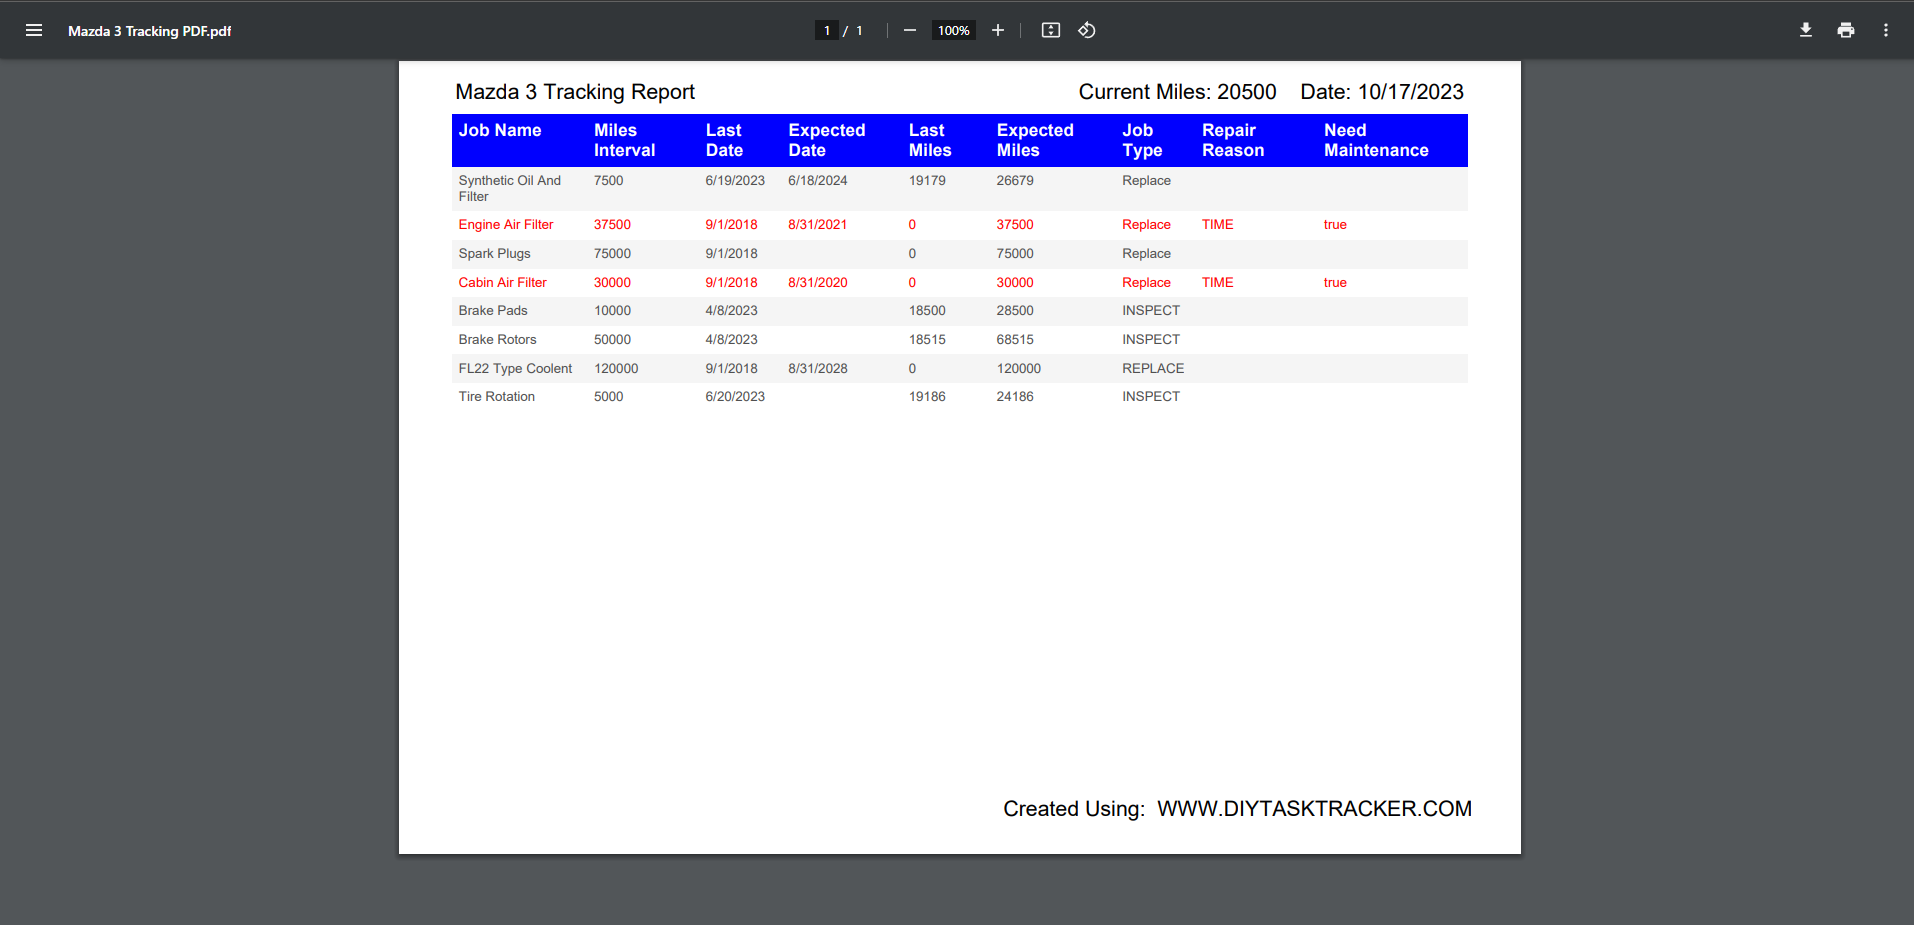 Mazda 3 Tracking PDF.pdf
1 / 1
100%
Mazda 3 Tracking Report Current Miles: 20500 Date: 10/17/2023
Job Name Miles Interval Last Date Expected Date Last Miles Expected Miles Job Type Repair Reason Need Maintenance
Synthetic Oil And Filter 7500 6/19/2023 6/18/2024 19179 26679 Replace
Engine Air Filter 37500 9/1/2018 8/31/2021 0 37500 Replace TIME true
Spark Plugs 75000 9/1/2018 0 75000 Replace
Cabin Air Filter 30000 9/1/2018 8/31/2020 0 30000 Replace TIME true
Brake Pads 10000 4/8/2023 18500 28500 INSPECT
Brake Rotors 50000 4/8/2023 18515 68515 INSPECT
FL22 Type Coolent 120000 9/1/2018 8/31/2028 0 120000 REPLACE
Tire Rotation 5000 6/20/2023 19186 24186 INSPECT
Created Using: WWW.DIYTASKTRACKER.COM